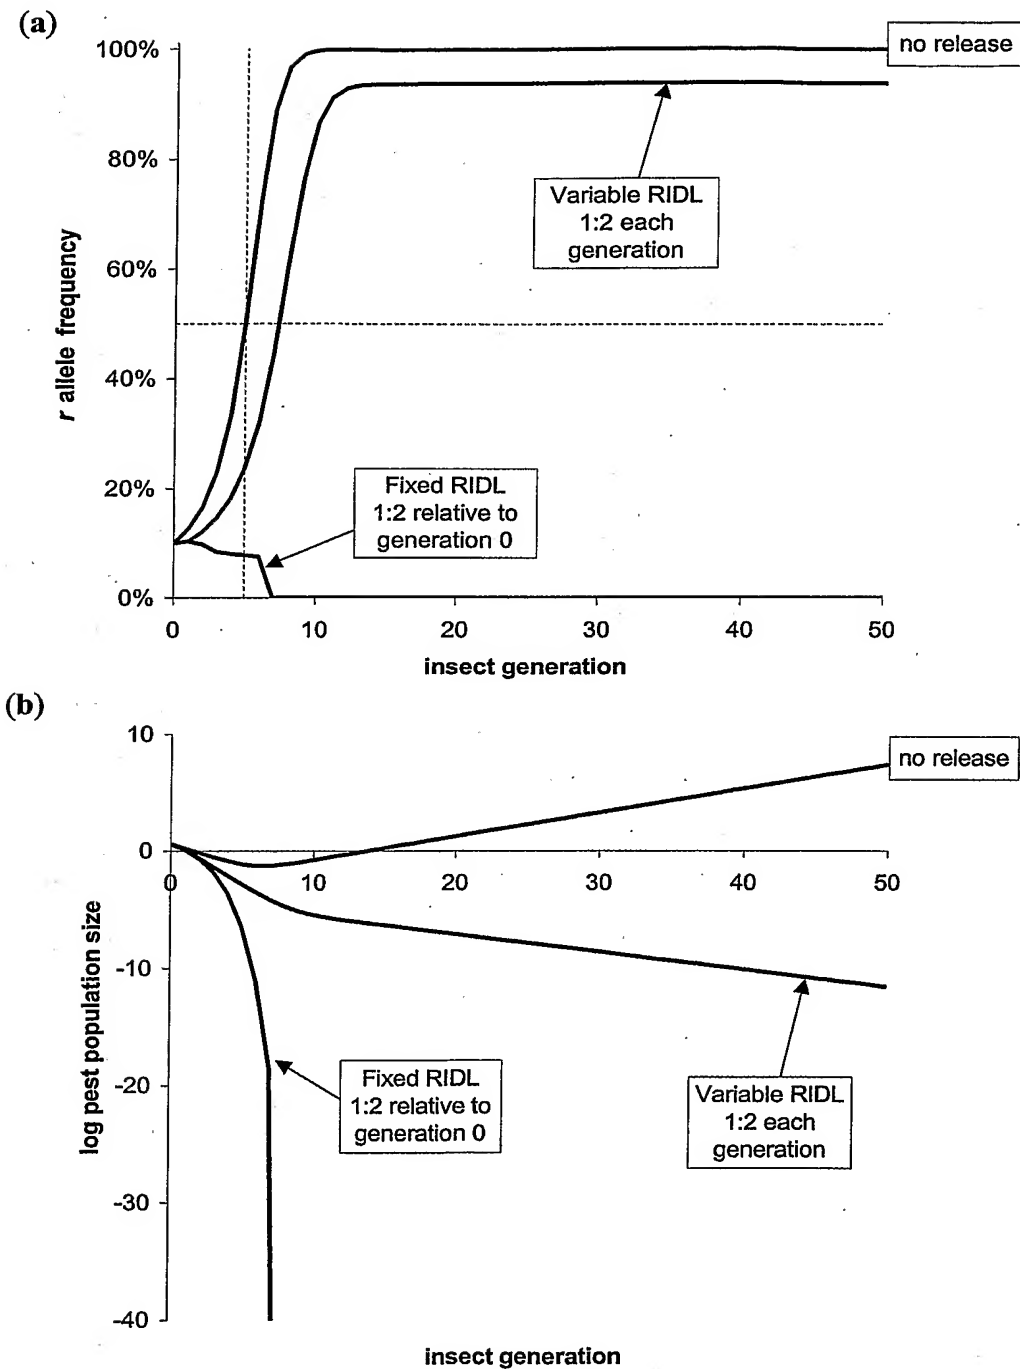 (a)
100%
80%
60%
40%
20%
0%
r allele frequency
no release
Variable RIDL
1:2 each
generation
Fixed RIDL
1:2 relative to
generation 0
0 10 20 30 40 50
insect generation
(b)
10
0
-10
-20
-30
-40
log pest population size
no release
0 10 20 30 40 50
Fixed RIDL
1:2 relative to
generation 0
Variable RIDL
1:2 each
generation
insect generation